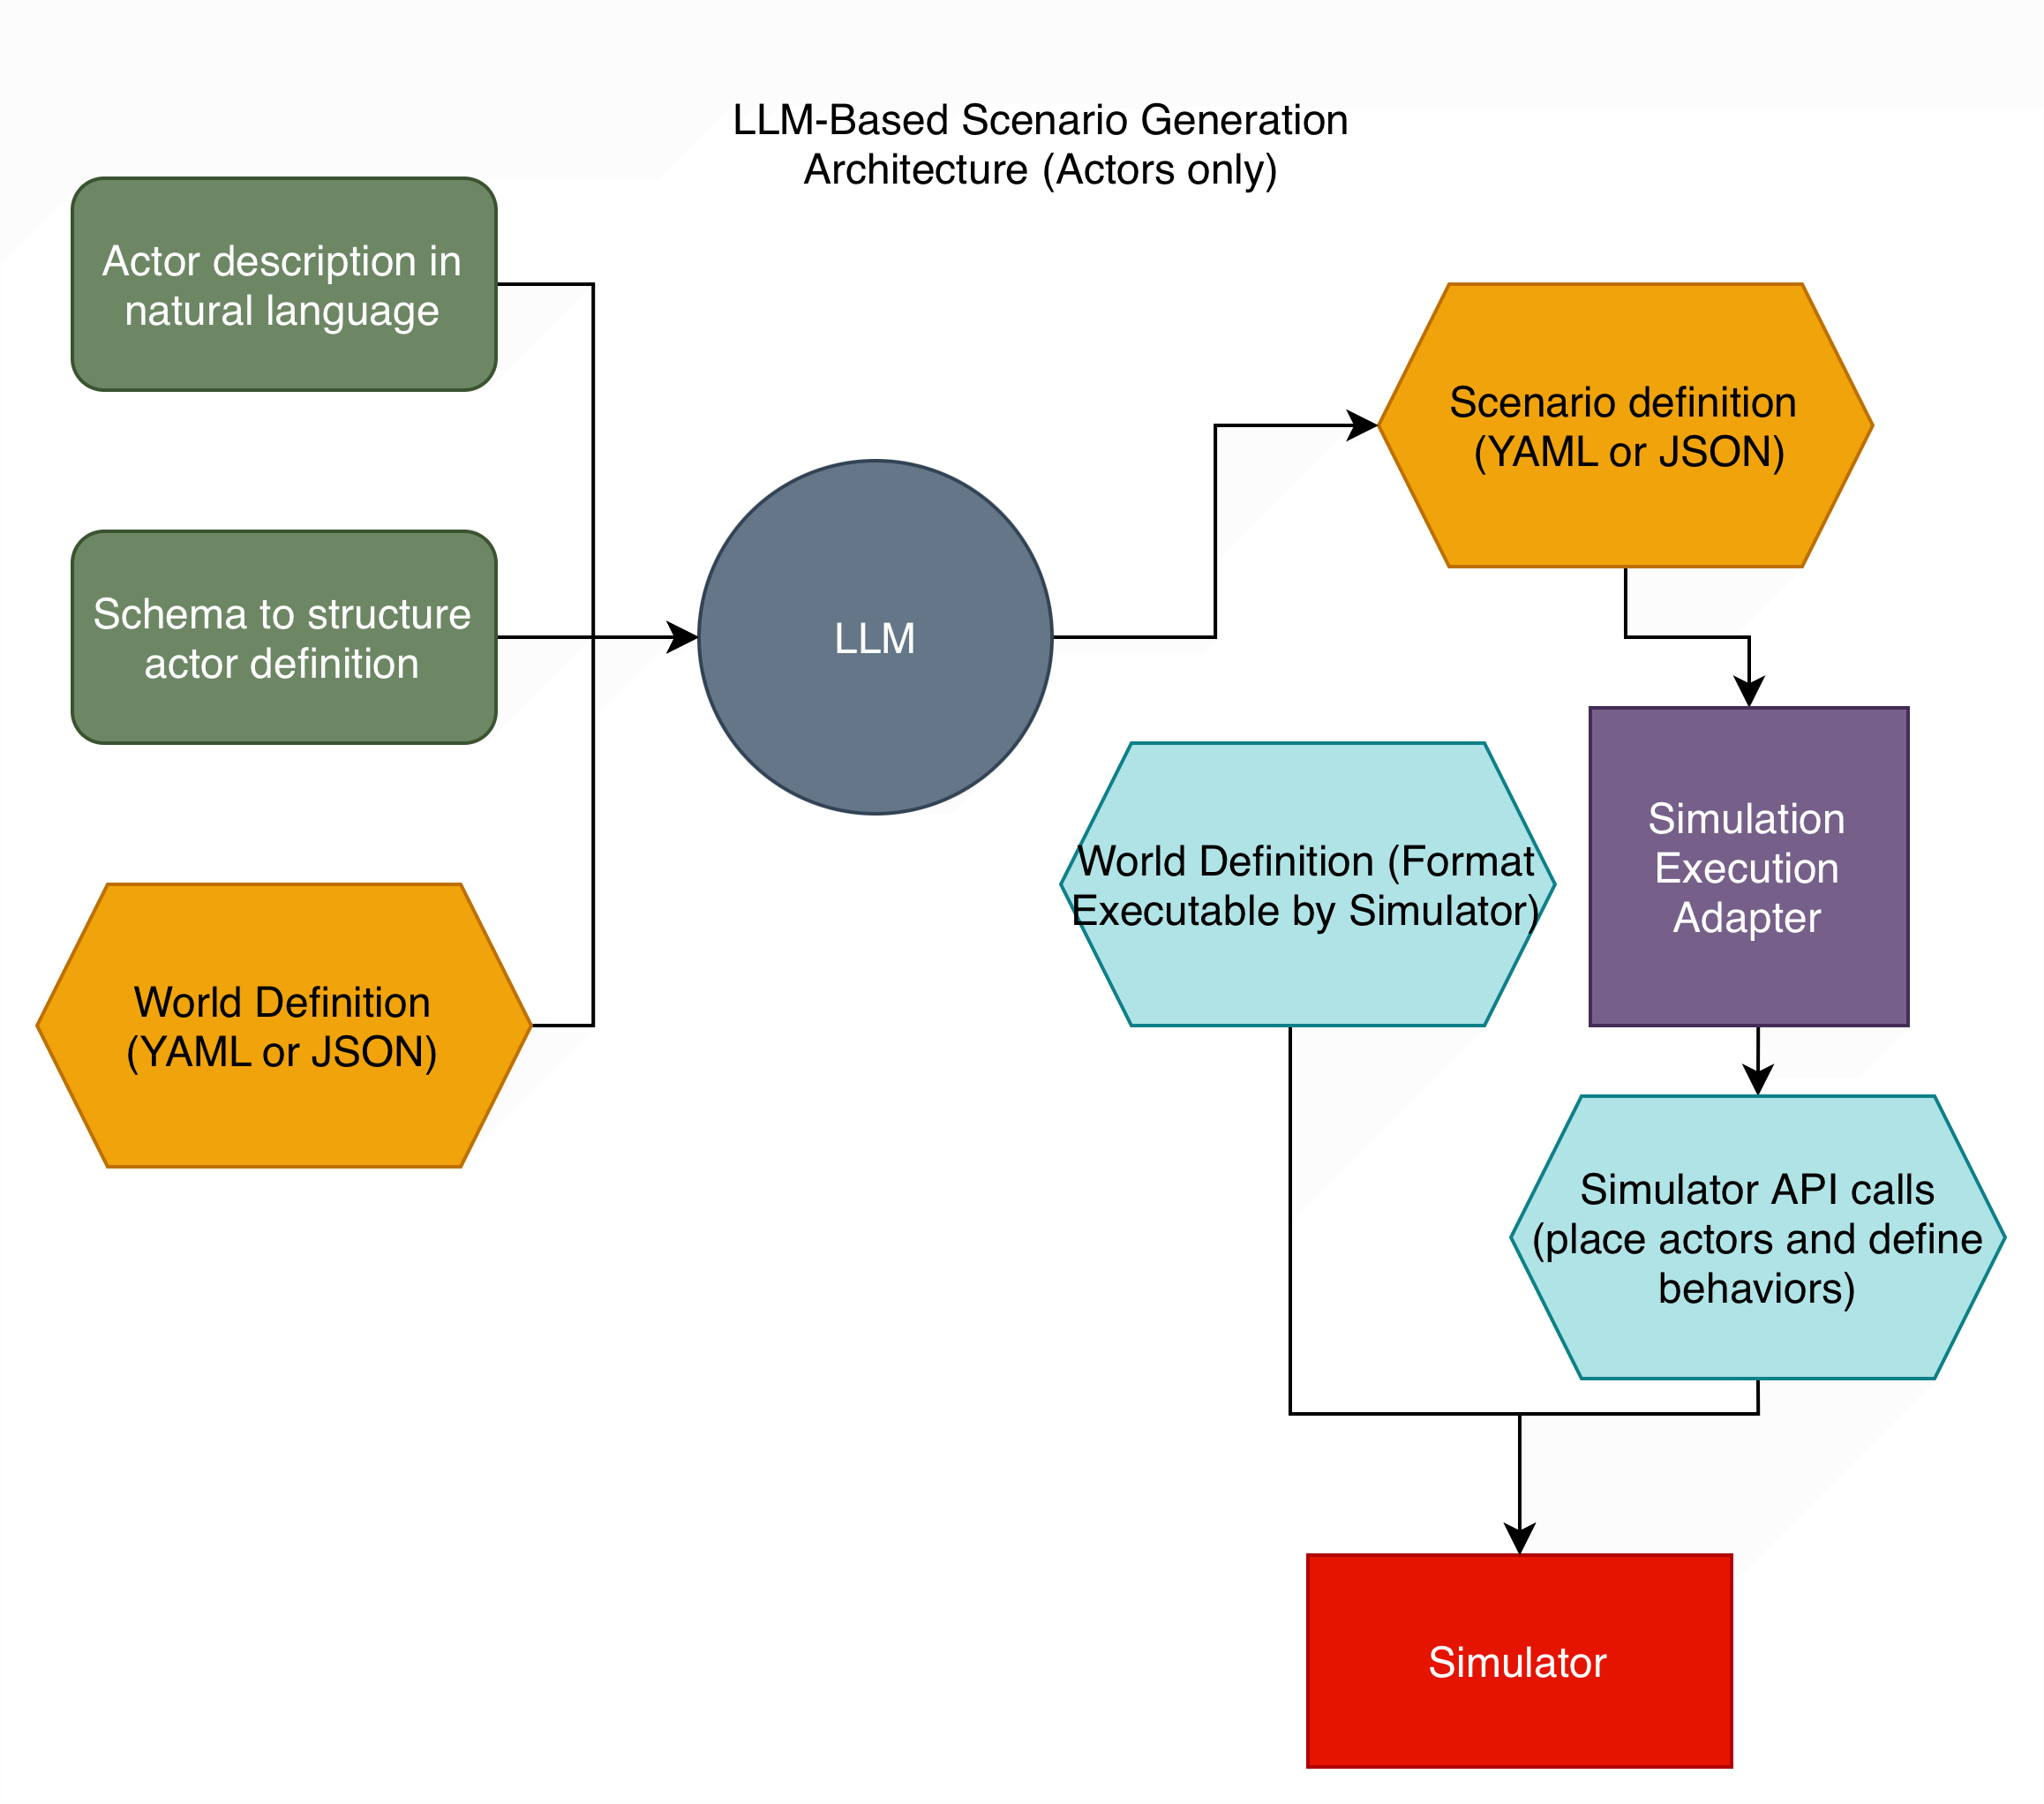 LLM-Based Scenario Generation
Architecture (Actors only)
Actor description in
natural language
Schema to structure
actor definition
World Definition
(YAML or JSON)
LLM
Scenario definition
(YAML or JSON)
World Definition (Format
Executable by Simulator)
Simulation
Execution
Adapter
Simulator API calls
(place actors and define
behaviors)
Simulator